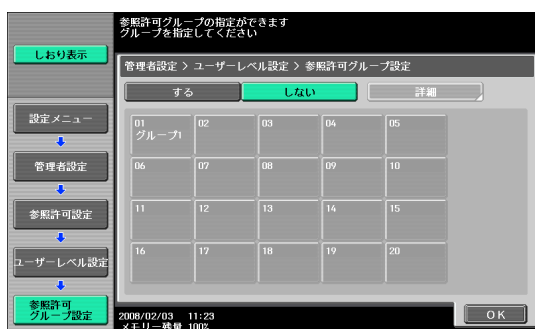 参照許可グループの指定ができます
グループを指定してください
しおり表示
管理者設定 > ユーザーレベル設定 > 参照許可グループ設定
する
しない
詳細
設定メニュー
管理者設定
参照許可設定
ユーザーレベル設定
参照許可
グループ設定
01
グループ1
02
03
04
05
06
07
08
09
10
11
12
13
14
15
16
17
18
19
20
2008/02/03 11:23
メモリー残量 100%
OK